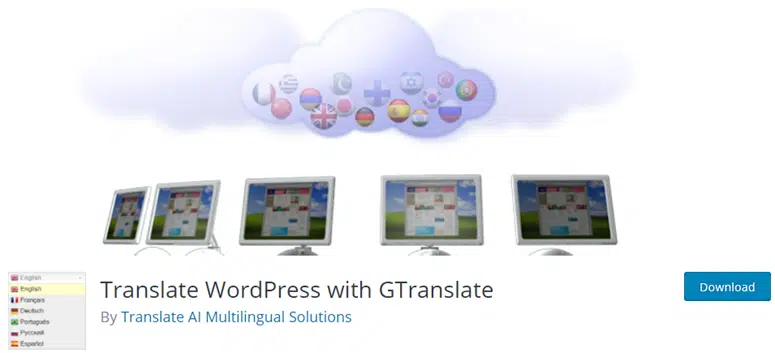 English
English
Français
Deutsch
Português
Русский
Español
Translate WordPress with GTranslate
By Translate AI Multilingual Solutions
Download